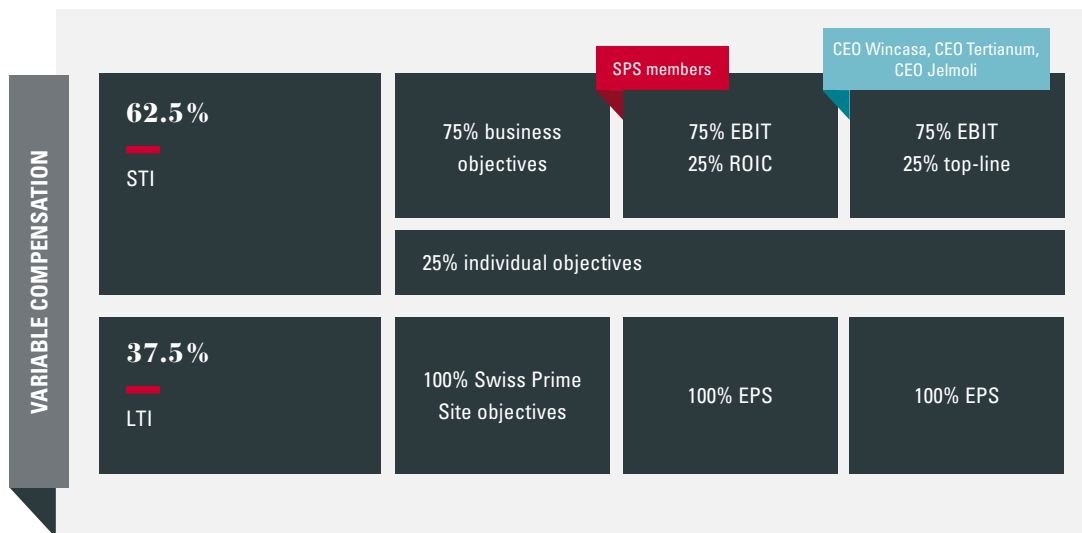 SPS members
CEO Wincasa, CEO Tertianum,
CEO Jelmoli
VARIABLE COMPENSATION
62.5%
STI
75% business
objectives
75% EBIT
25% ROIC
75% EBIT
25% top-line
25% individual objectives
37.5%
LTI
100% Swiss Prime
Site objectives
100% EPS
100% EPS